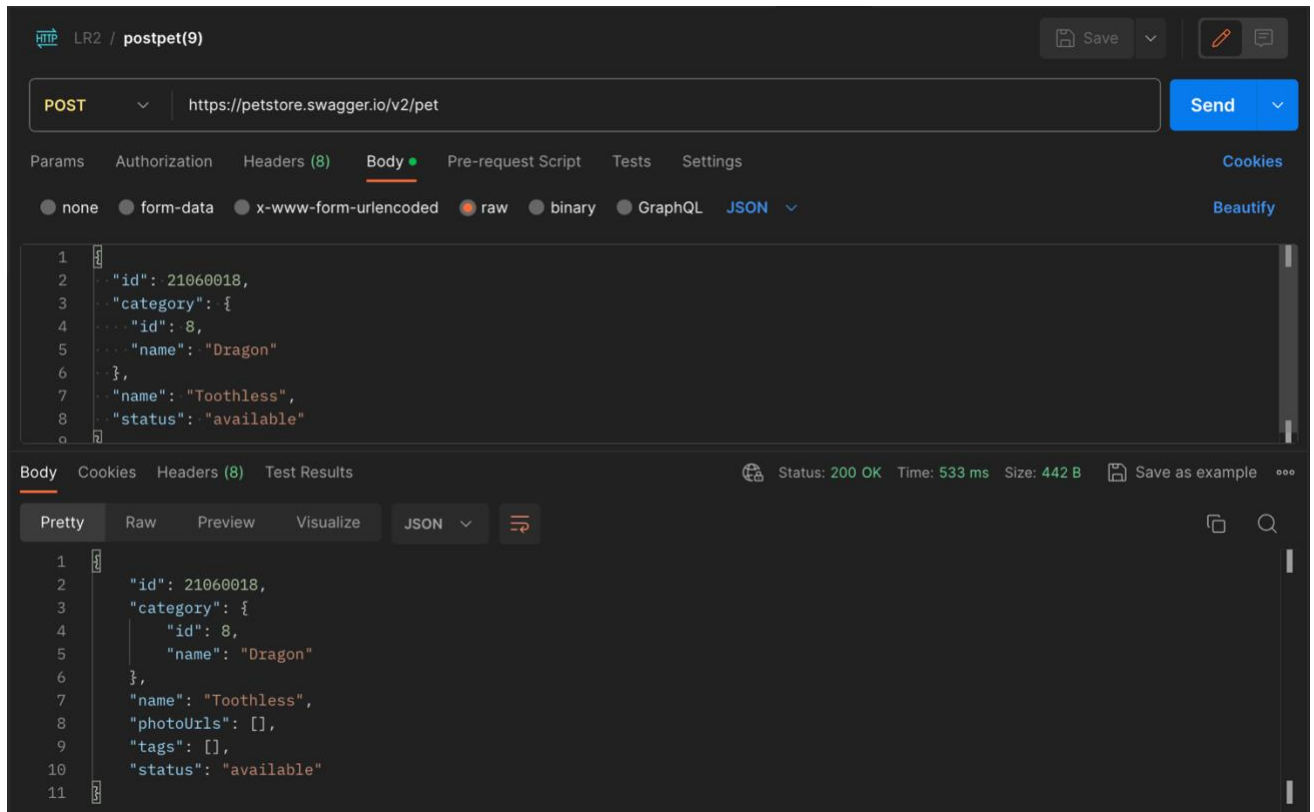 HTTP LR2 / postpet(9) Save
POST https://petstore.swagger.io/v2/pet Send
Params Authorization Headers (8) Body Pre-request Script Tests Settings Cookies
none form-data x-www-form-urlencoded raw binary GraphQL JSON Beautify
1 {
2 "id": 21060018,
3 "category": {
4 "id": 8,
5 "name": "Dragon"
6 },
7 "name": "Toothless",
8 "status": "available"
9 }
Body Cookies Headers (8) Test Results Status: 200 OK Time: 533 ms Size: 442 B Save as example
Pretty Raw Preview Visualize JSON
1 {
2 "id": 21060018,
3 "category": {
4 "id": 8,
5 "name": "Dragon"
6 },
7 "name": "Toothless",
8 "photoUrls": [],
9 "tags": [],
10 "status": "available"
11 }